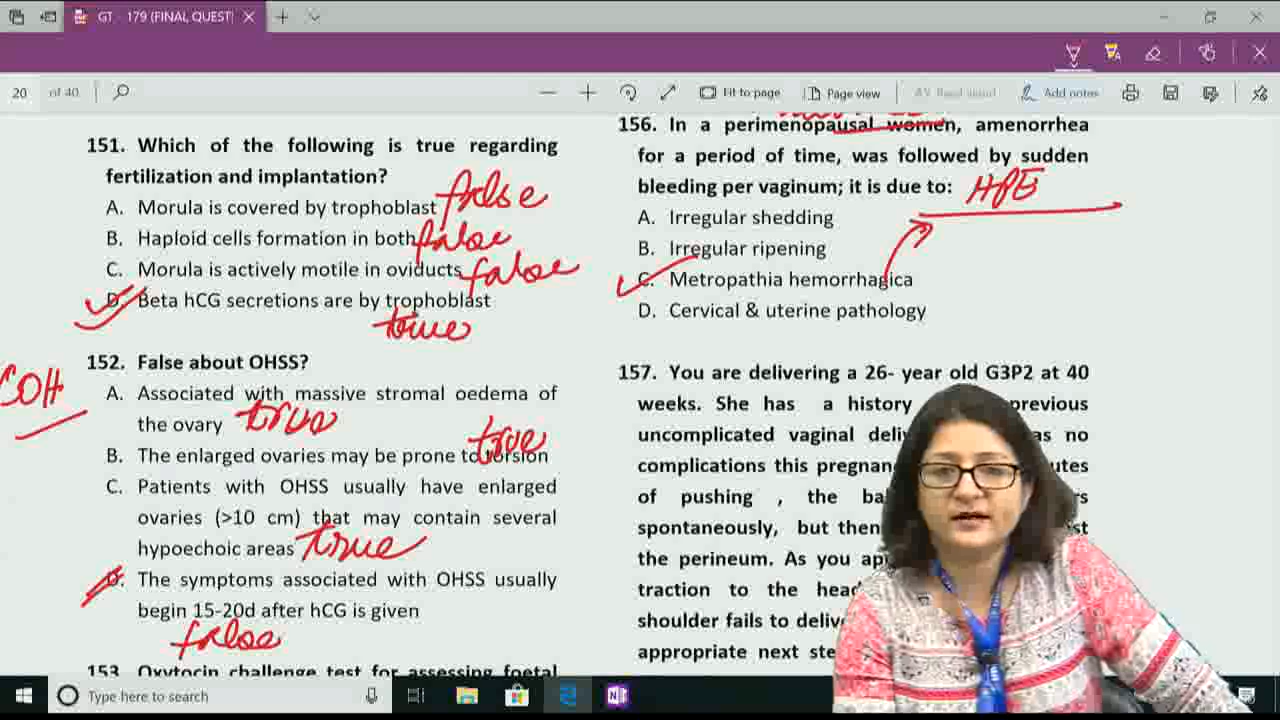 GT. - 179 (FINAL QUEST
20 of 40
Fit to page
Page view
Read aloud
Add notes
151. Which of the following is true regarding
fertilization and implantation?
A. Morula is covered by trophoblast false
B. Haploid cells formation in both false
C. Morula is actively motile in oviducts false
D. Beta hCG secretions are by trophoblast
true
152. False about OHSS?
COH
A. Associated with massive stromal oedema of
the ovary true
B. The enlarged ovaries may be prone to torsion true
C. Patients with OHSS usually have enlarged
ovaries (>10 cm) that may contain several
hypoechoic areas true
D. The symptoms associated with OHSS usually
begin 15-20d after hCG is given
false
153. Oxytocin challenge test for assessing foetal
156. In a perimenopausal women, amenorrhea
for a period of time, was followed by sudden
bleeding per vaginum; it is due to: HPE
A. Irregular shedding
B. Irregular ripening
C. Metropathia hemorrhagica
D. Cervical & uterine pathology
157. You are delivering a 26- year old G3P2 at 40
weeks. She has a history previous
uncomplicated vaginal no
complications this
of pushing , the
spontaneously, but
the perineum. As you
traction to the
shoulder fails to
appropriate next
Type here to search